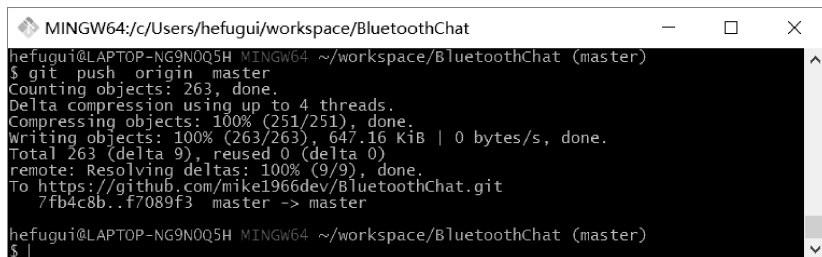 MINGW64:/c/Users/hefugui/workspace/BluetoothChat
hefugui@LAPTOP-NG9N0Q5H MINGW64 ~/workspace/BluetoothChat (master)
$ git  push  origin  master
Counting objects: 263, done.
Delta compression using up to 4 threads.
Compressing objects: 100% (251/251), done.
Writing objects: 100% (263/263), 647.16 KiB | 0 bytes/s, done.
Total 263 (delta 9), reused 0 (delta 0)
remote: Resolving deltas: 100% (9/9), done.
To https://github.com/mike1966dev/BluetoothChat.git
   7fb4c8b..f7089f3  master -> master
hefugui@LAPTOP-NG9N0Q5H MINGW64 ~/workspace/BluetoothChat (master)
$